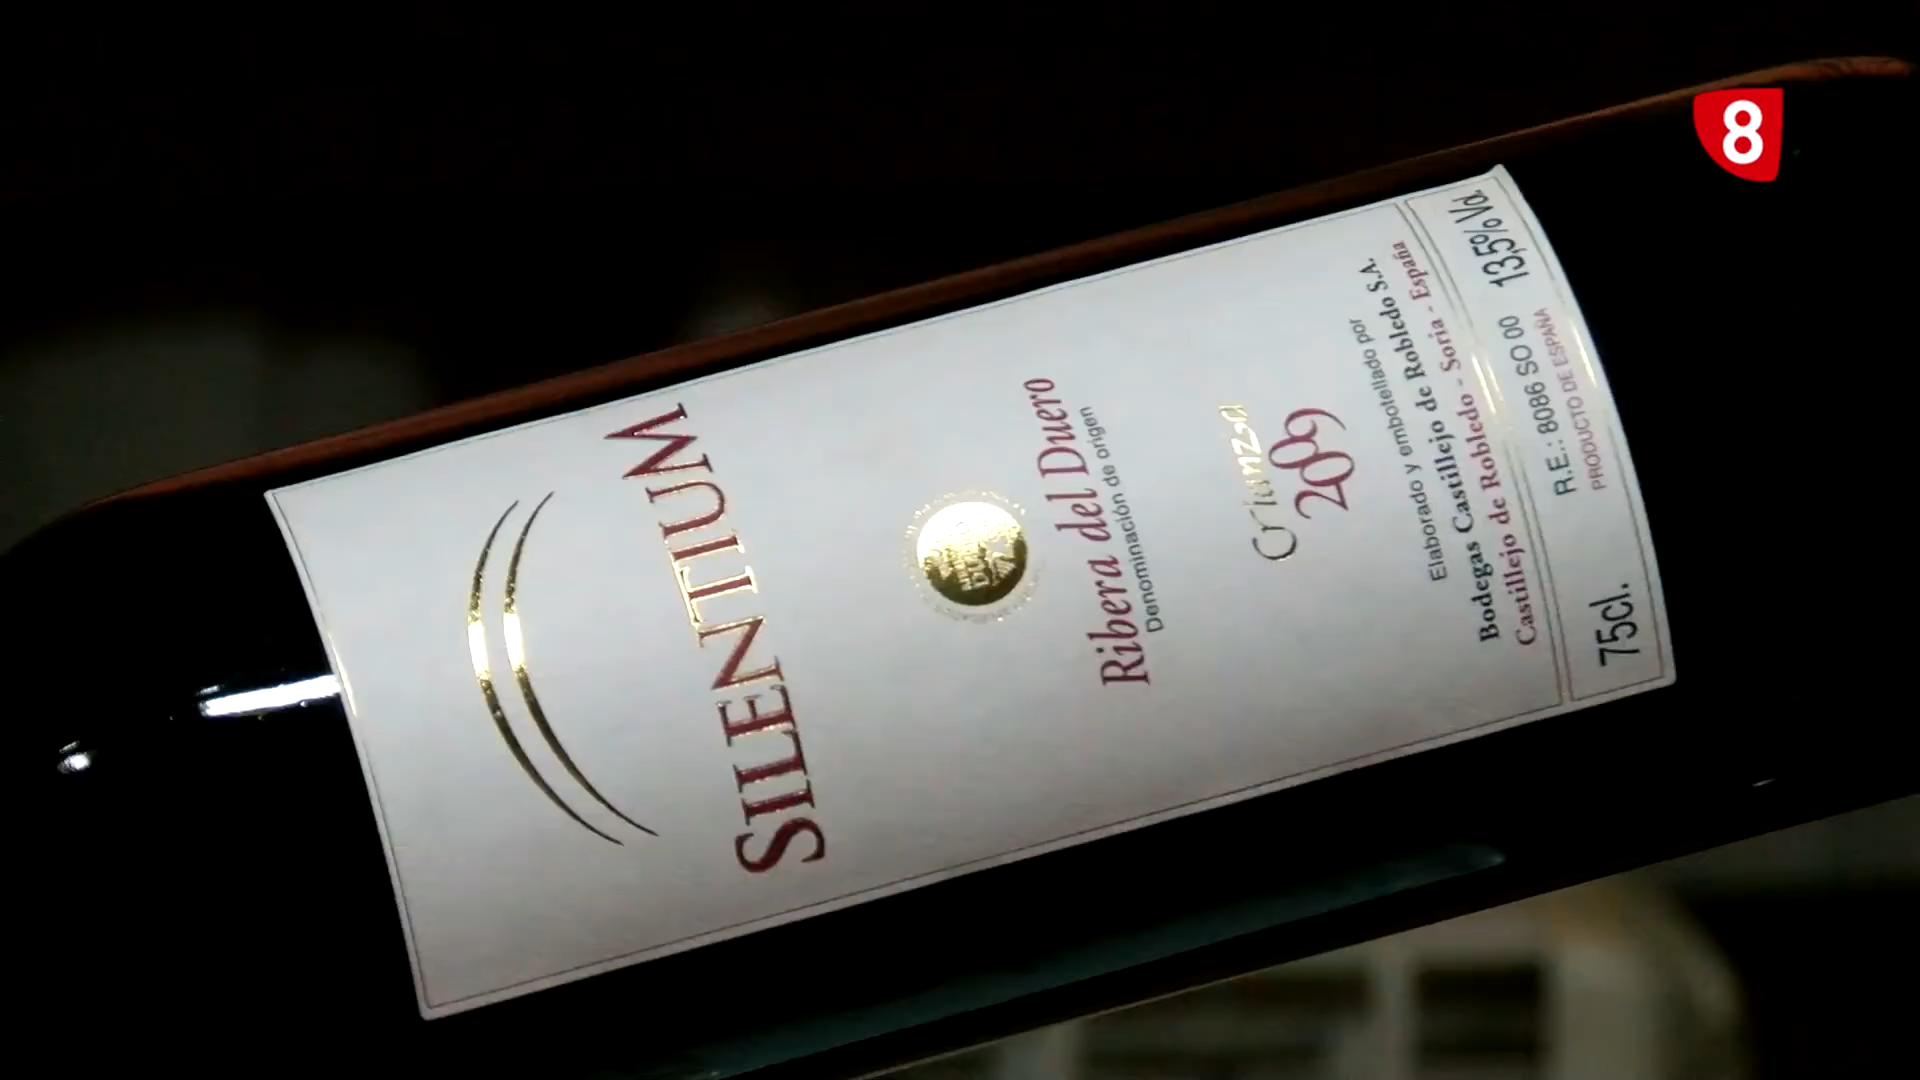 8
SILENTIUM
Ribera del Duero
Denominación de origen
Crianza
2009
Elaborado y embotellado por
Bodegas Castillejo de Robledo S.A.
Castillejo de Robledo - Soria - España
75cl. R.E.: 8086 SO 00 13,5% Vol.
PRODUCTO DE ESPAÑA